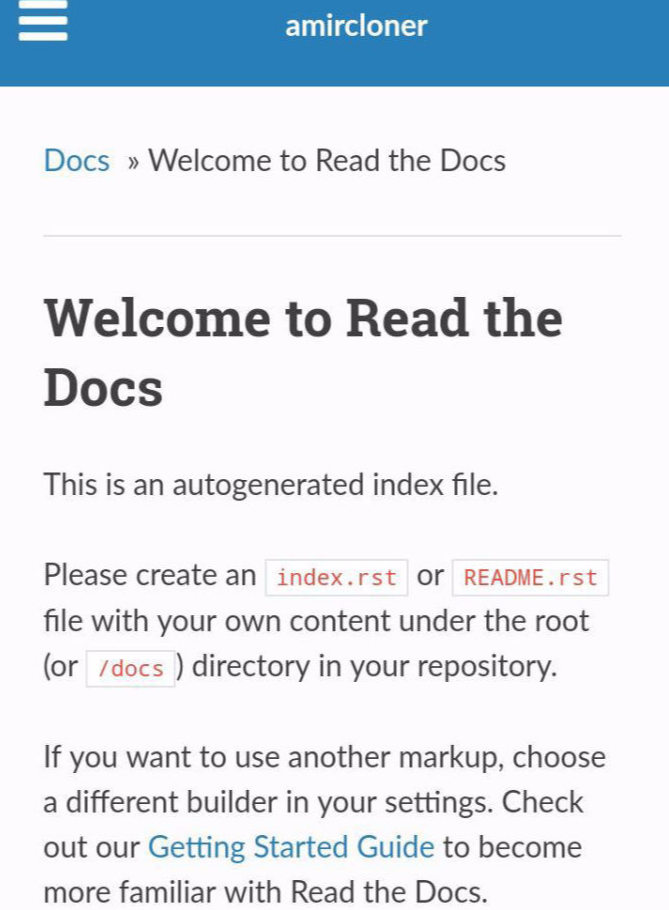 amircloner
Docs » Welcome to Read the Docs
Welcome to Read the
Docs
This is an autogenerated index file.
Please create an index.rst or README.rst
file with your own content under the root
(or /docs ) directory in your repository.
If you want to use another markup, choose
a different builder in your settings. Check
out our Getting Started Guide to become
more familiar with Read the Docs.